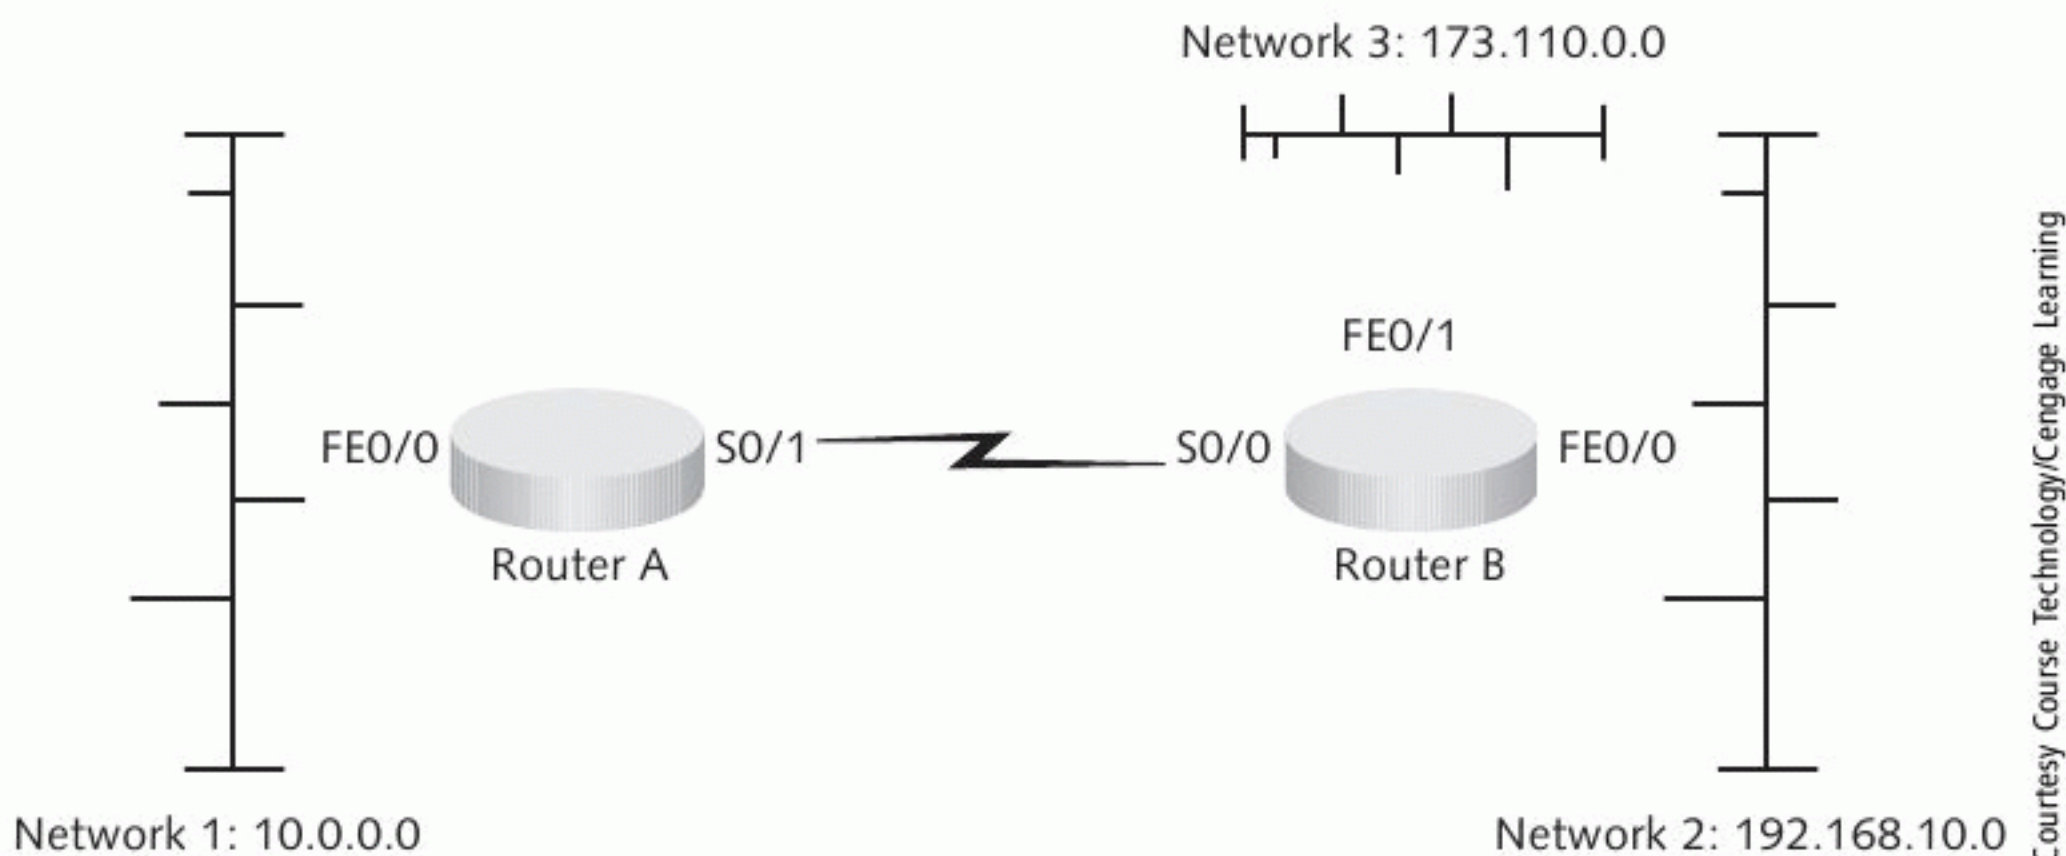 Network 3: 173.110.0.0
FE0/1
FE0/0
S0/1
S0/0
FE0/0
Router A
Router B
Network 1: 10.0.0.0
Network 2: 192.168.10.0
Courtesy Course Technology/Cengage Learning